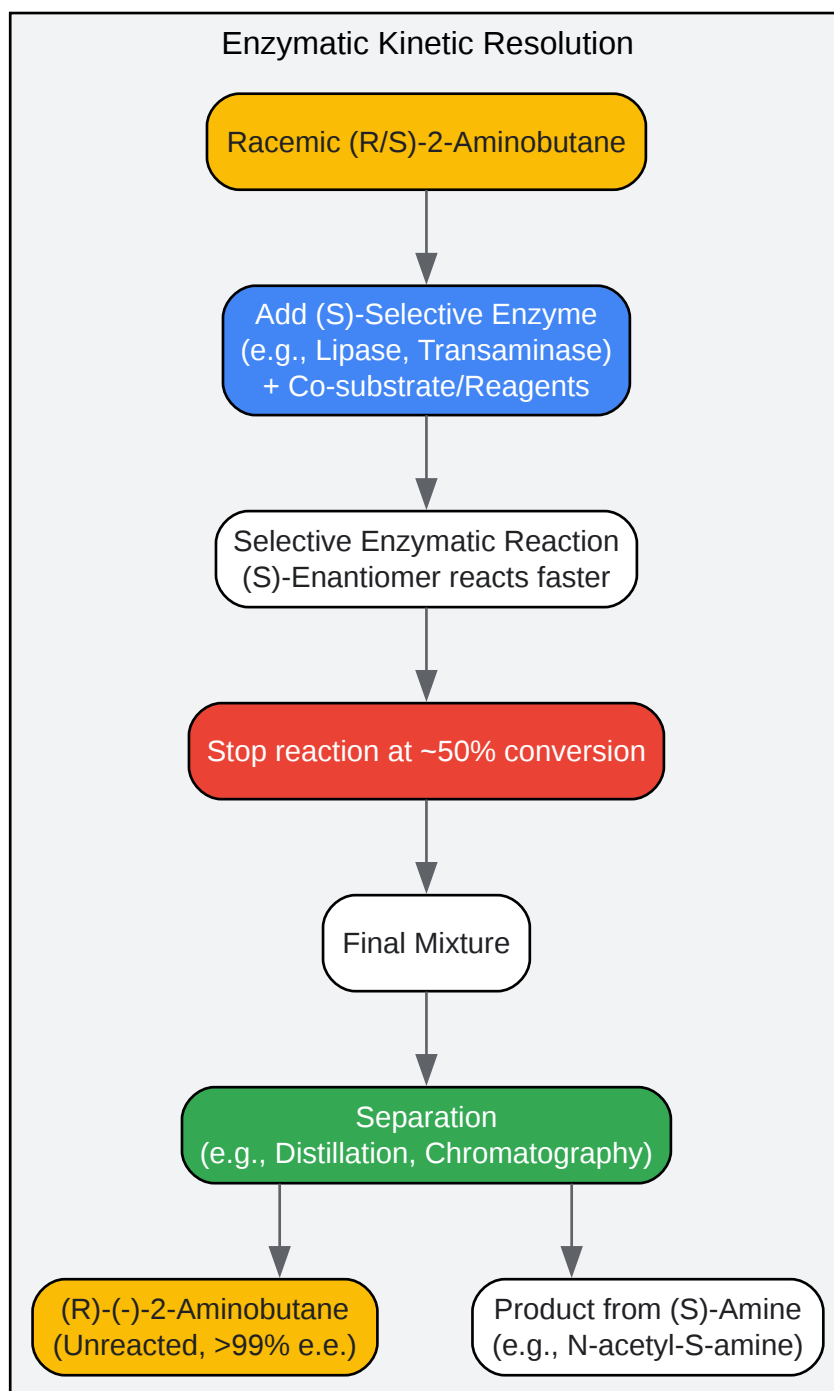 Enzymatic Kinetic Resolution
Racemic (R/S)-2-Aminobutane
Add (S)-Selective Enzyme
(e.g., Lipase, Transaminase)
+ Co-substrate/Reagents
Selective Enzymatic Reaction
(S)-Enantiomer reacts faster
Stop reaction at ~50% conversion
Final Mixture
Separation
(e.g., Distillation, Chromatography)
(R)-(-)-2-Aminobutane
(Unreacted, >99% e.e.)
Product from (S)-Amine
(e.g., N-acetyl-S-amine)